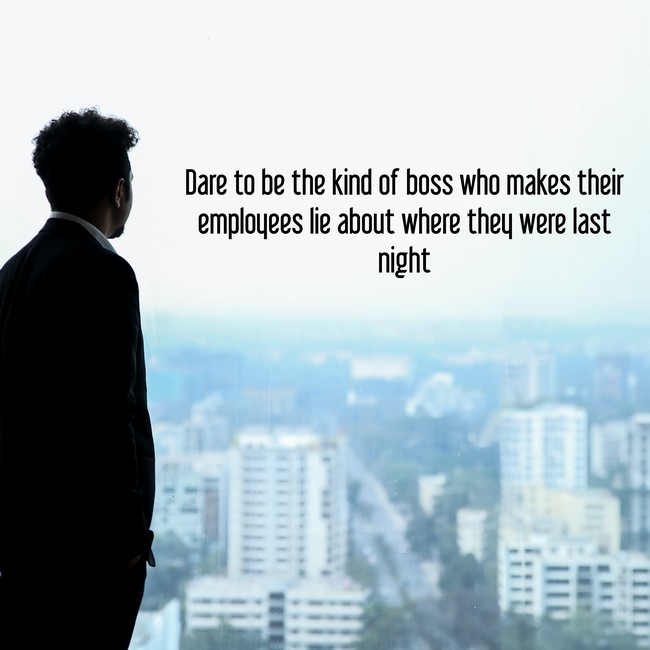 Dare to be the kind of boss who makes their
employees lie about where they were last
night